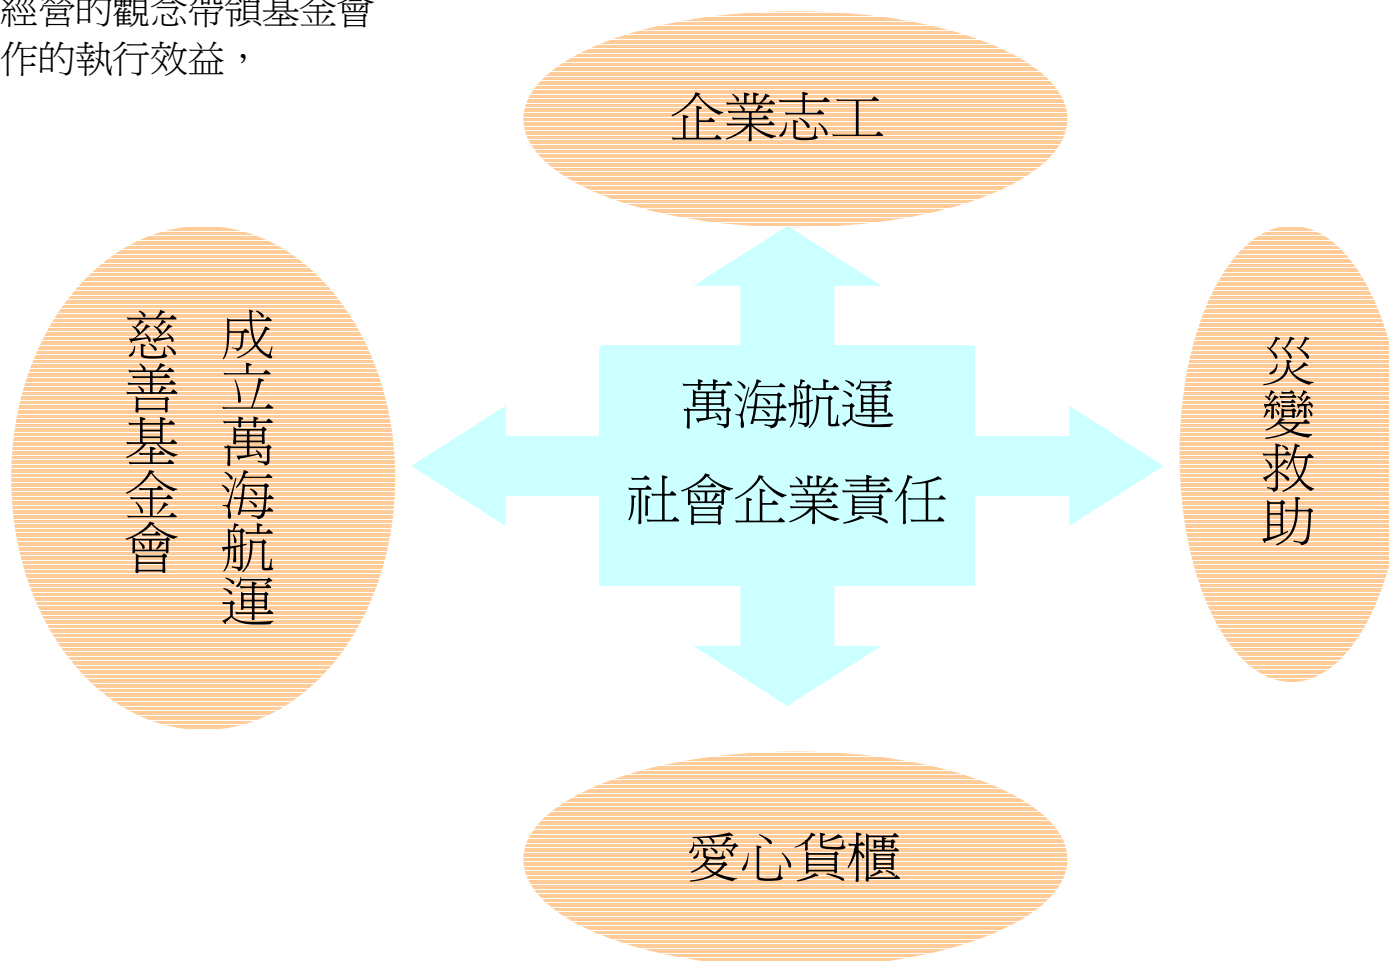 經營的觀念帶領基金會
作的執行效益，
企業志工
成立萬海航運
慈善基金會
萬海航運
社會企業責任
災變救助
愛心貨櫃